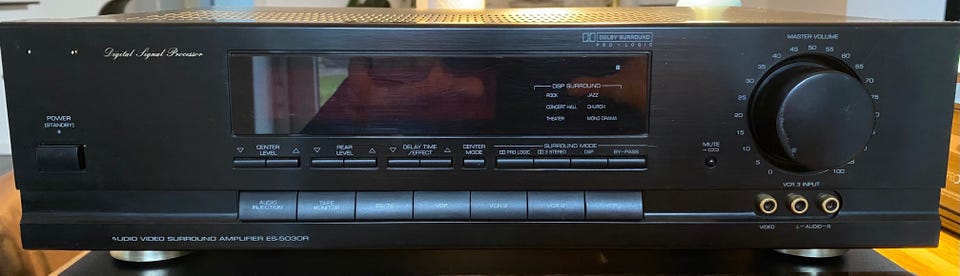 Digital Signal Processor
DOLBY SURROUND
PRO · LOGIC
MASTER VOLUME
0 5 10 15 20 25 30 35 40 45 50 55 60 65 70 75 100
DSP SURROUND
ROCK JAZZ
CONCERT HALL CHURCH
THEATER MONO DRAMA
POWER
(STANDBY)
CENTER
LEVEL
REAR
LEVEL
DELAY TIME
/EFFECT
CENTER
MODE
SURROUND MODE
PRO LOGIC 3 STEREO DSP BY-PASS
MUTE
VCR 3 INPUT
VIDEO L-AUDIO-R
AUDIO
INJECTION
TAPE
MONITOR
VCR 3
VCR 2
VCR 1
AUDIO VIDEO SURROUND AMPLIFIER ES-5030R